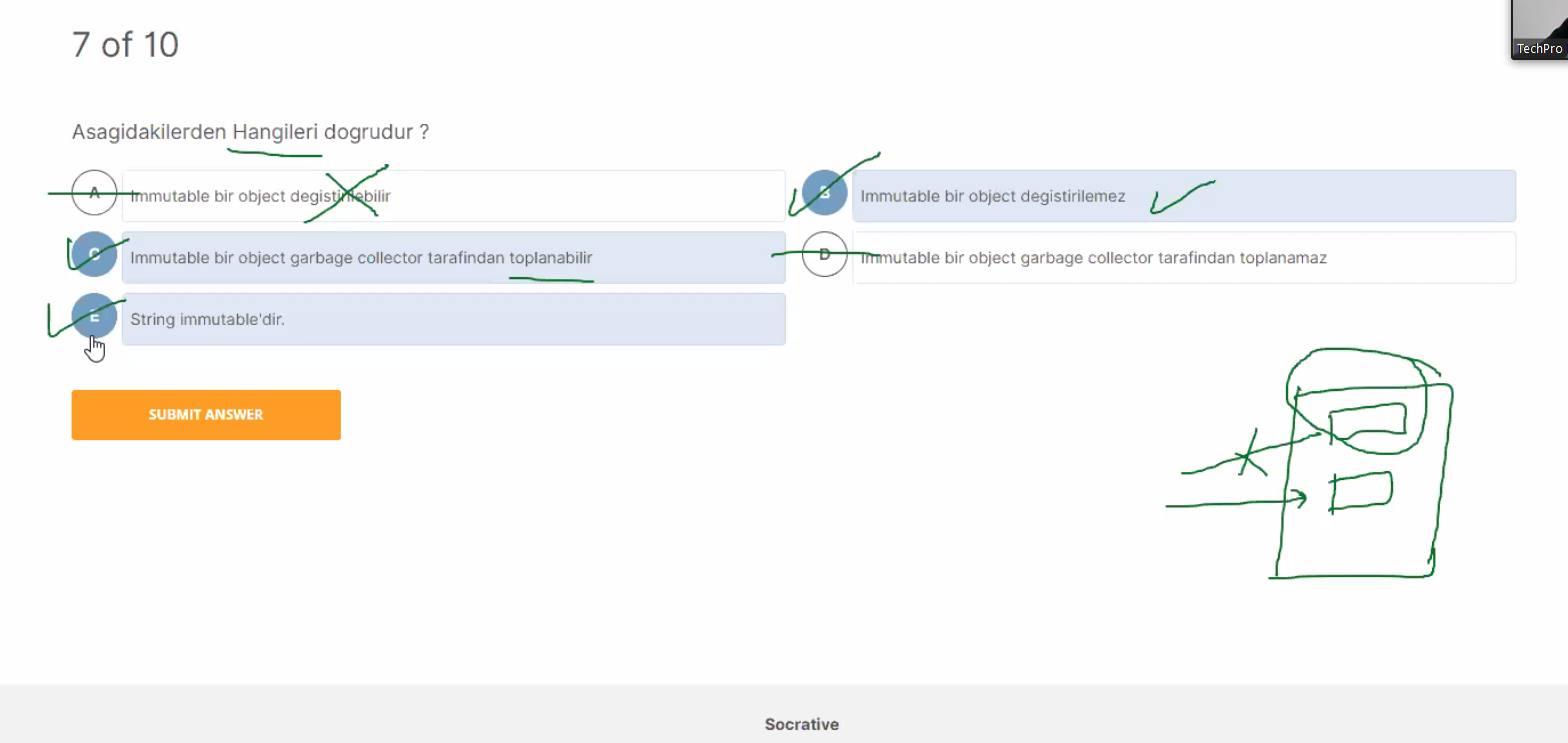 7 of 10
TechPro
Asagidakilerden Hangileri dogrudur ?
A
Immutable bir object degistirilebilir
B
Immutable bir object degistirilemez
C
Immutable bir object garbage collector tarafindan toplanabilir
D
Immutable bir object garbage collector tarafindan toplanamaz
E
String immutable'dir.
SUBMIT ANSWER
Socrative